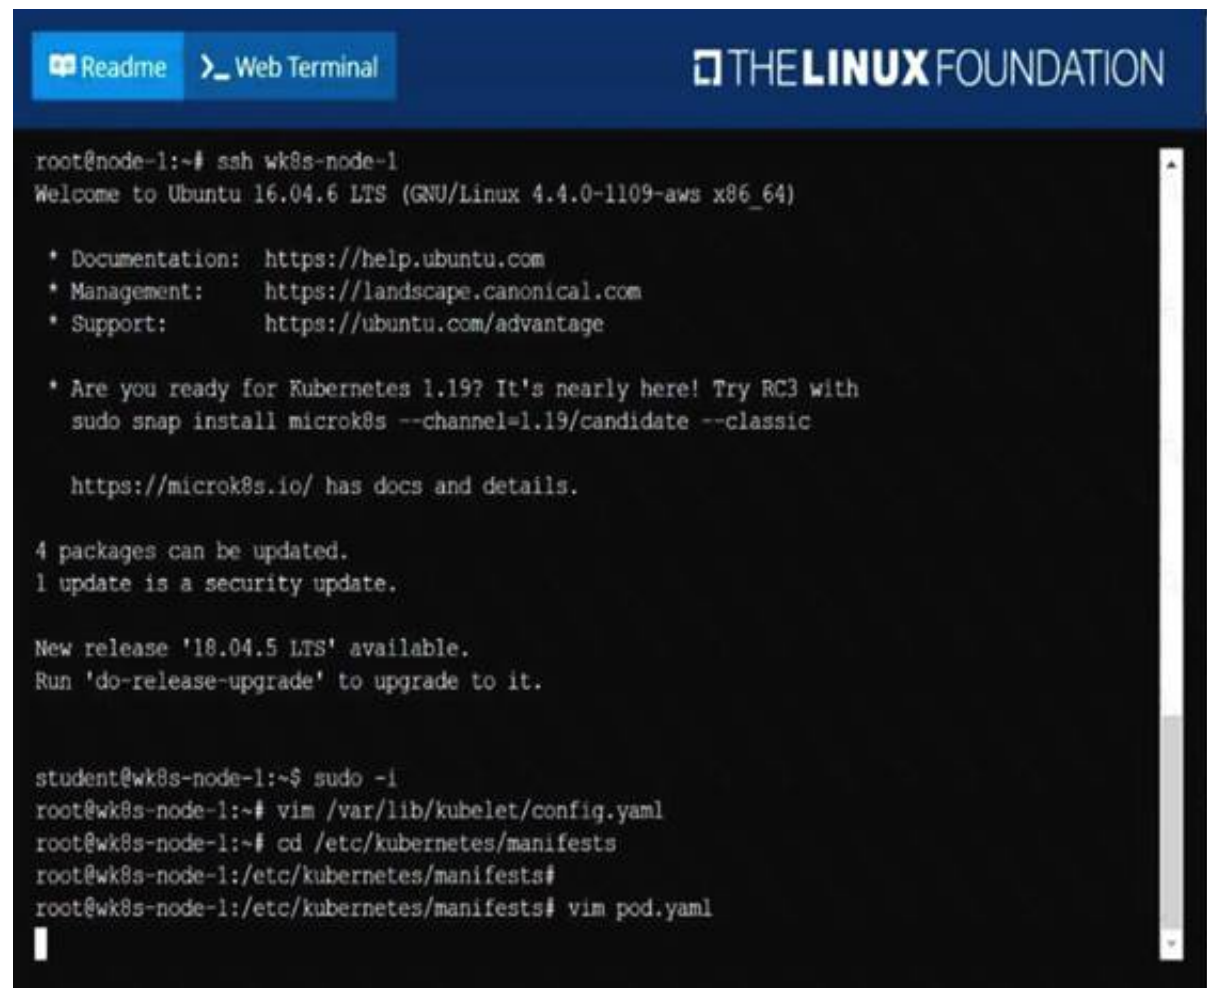 Readme
>_ Web Terminal
THE LINUX FOUNDATION
root@node-1:~# ssh wk8s-node-1
Welcome to Ubuntu 16.04.6 LTS (GNU/Linux 4.4.0-1109-aws x86_64)
* Documentation: https://help.ubuntu.com
* Management: https://landscape.canonical.com
* Support: https://ubuntu.com/advantage
* Are you ready for Kubernetes 1.19? It's nearly here! Try RC3 with
sudo snap install microk8s --channel=1.19/candidate --classic
https://microk8s.io/ has docs and details.
4 packages can be updated.
1 update is a security update.
New release '18.04.5 LTS' available.
Run 'do-release-upgrade' to upgrade to it.
student@wk8s-node-1:~$ sudo -i
root@wk8s-node-1:~# vim /var/lib/kubelet/config.yaml
root@wk8s-node-1:~# cd /etc/kubernetes/manifests
root@wk8s-node-1:/etc/kubernetes/manifests#
root@wk8s-node-1:/etc/kubernetes/manifests# vim pod.yaml